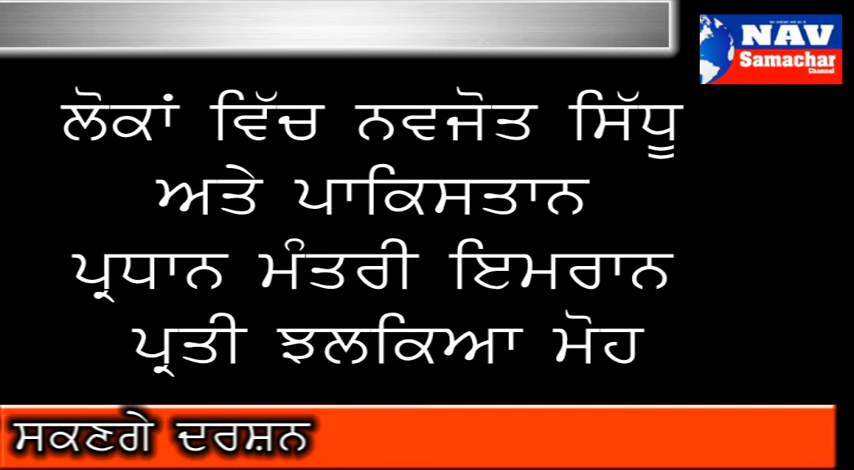 NAV
Samachar
Channel
ਲੋਕਾਂ ਵਿੱਚ ਨਵਜੋਤ ਸਿੱਧੂ
ਅਤੇ ਪਾਕਿਸਤਾਨ
ਪ੍ਰਧਾਨ ਮੰਤਰੀ ਇਮਰਾਨ
ਪ੍ਰਤੀ ਝਲਕਿਆ ਮੋਹ
ਸਕਣਗੇ ਦਰਸ਼ਨ